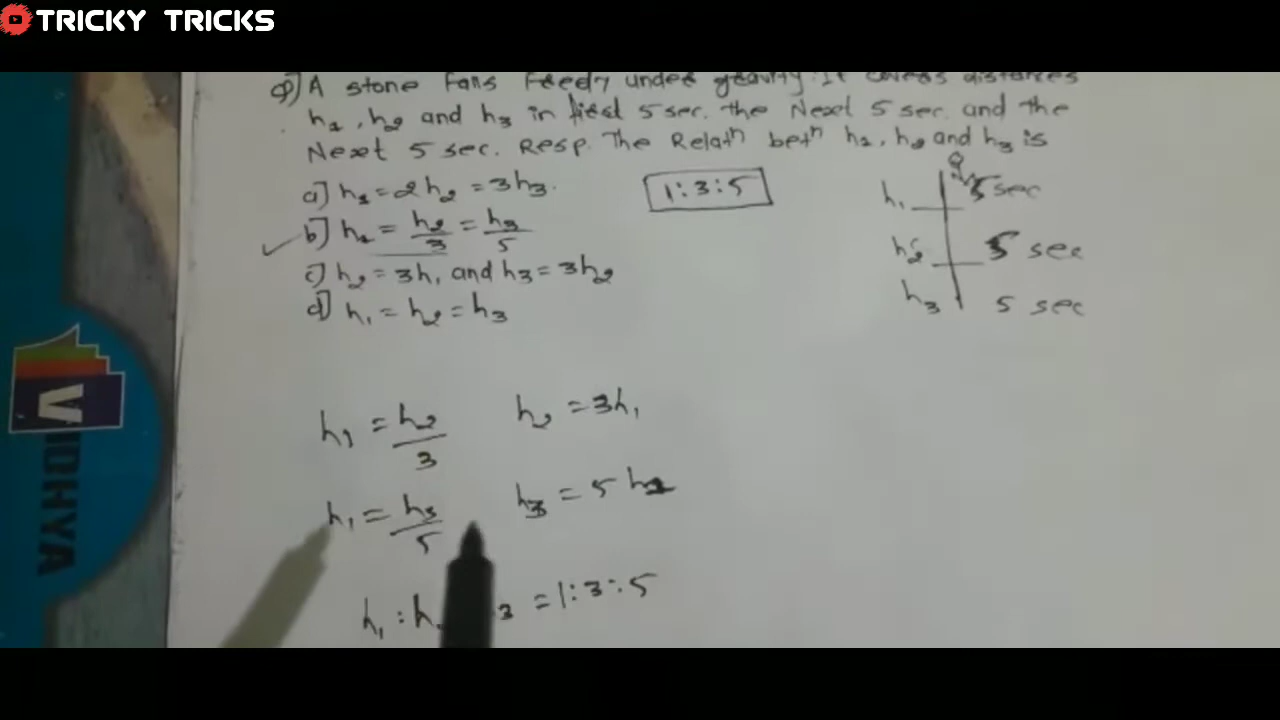 TRICKY TRICKS
Q] A stone Falls Freely under gravity. It covers distances
h1, h2 and h3 in first 5 sec. the Next 5 sec. and the
Next 5 sec. Resp. The Relatn betn h1, h2 and h3 is
a] h1 = 2h2 = 3h3.
1:3:5
b] h1 = h2/3 = h3/5
c] h2 = 3h1 and h3 = 3h2
d] h1 = h2 = h3
h1 5 sec
h2 5 sec
h3 5 sec
h1 = h2/3 h2 = 3h1
h1 = h3/5 h3 = 5h1
h1 : h 3 = 1:3:5
VIDHYA